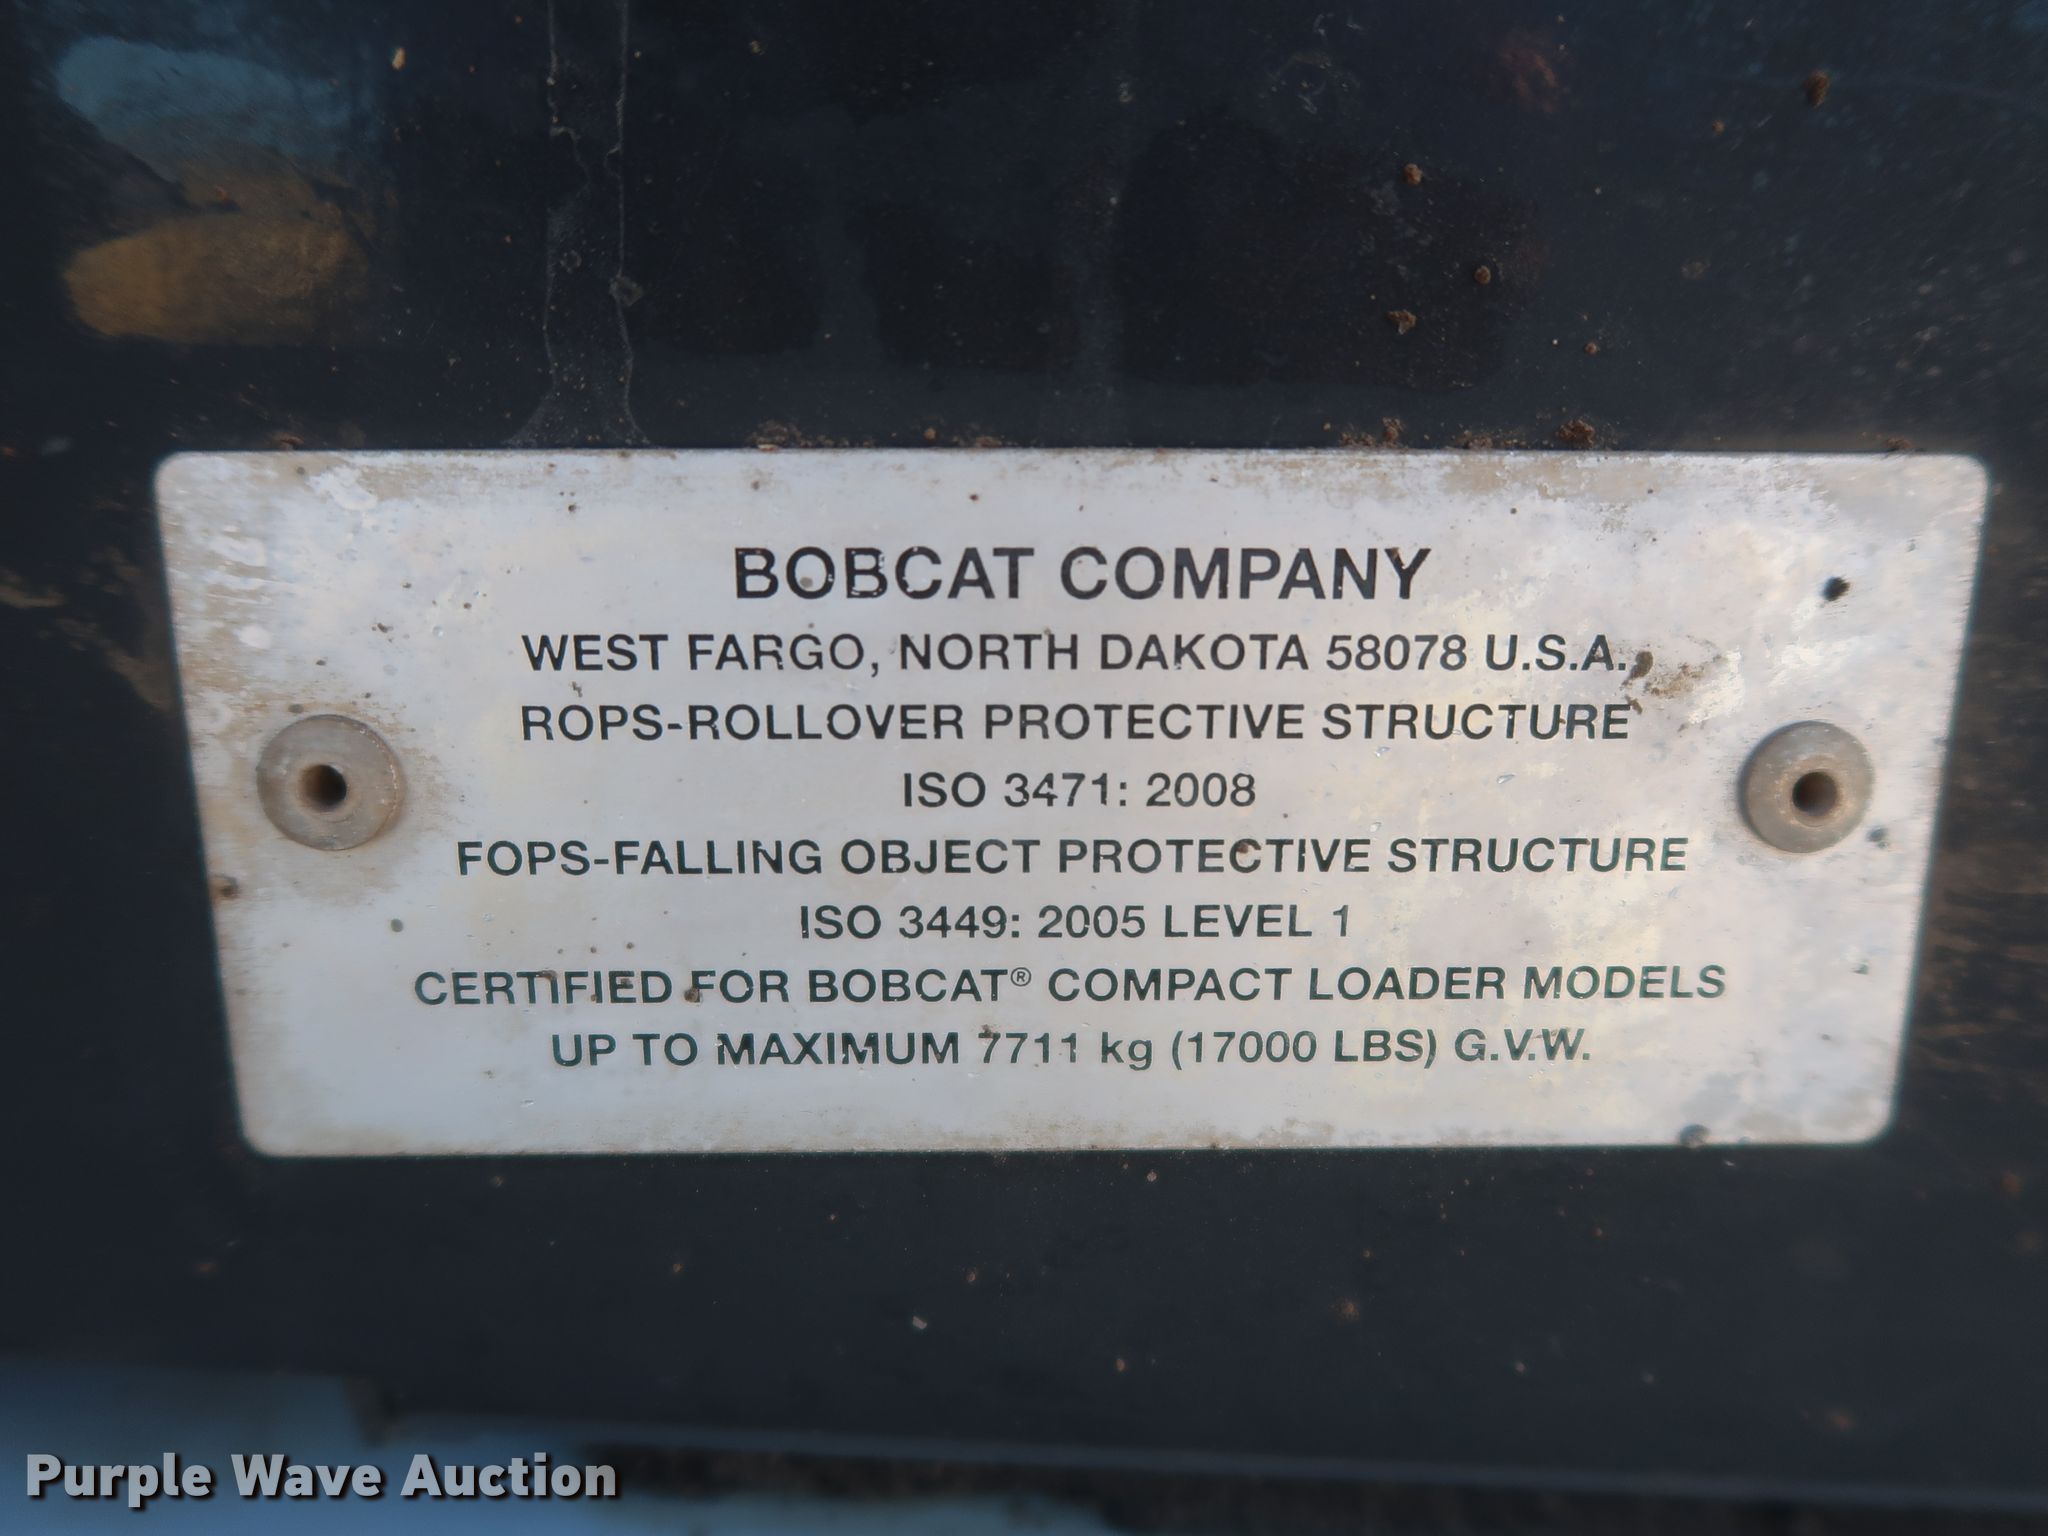 BOBCAT COMPANY
WEST FARGO, NORTH DAKOTA 58078 U.S.A.
ROPS-ROLLOVER PROTECTIVE STRUCTURE
ISO 3471: 2008
FOPS-FALLING OBJECT PROTECTIVE STRUCTURE
ISO 3449: 2005 LEVEL 1
CERTIFIED FOR BOBCAT® COMPACT LOADER MODELS
UP TO MAXIMUM 7711 kg (17000 LBS) G.V.W.
Purple Wave Auction